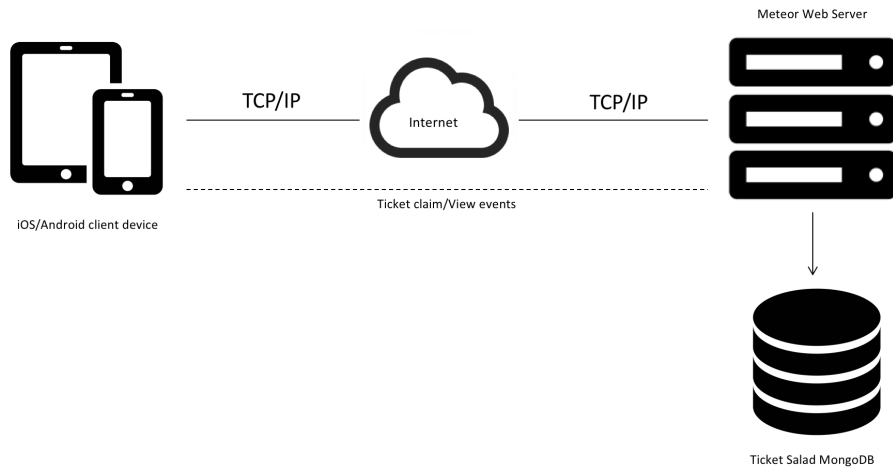 Meteor Web Server
TCP/IP
Internet
TCP/IP
Ticket claim/View events
iOS/Android client device
Ticket Salad MongoDB